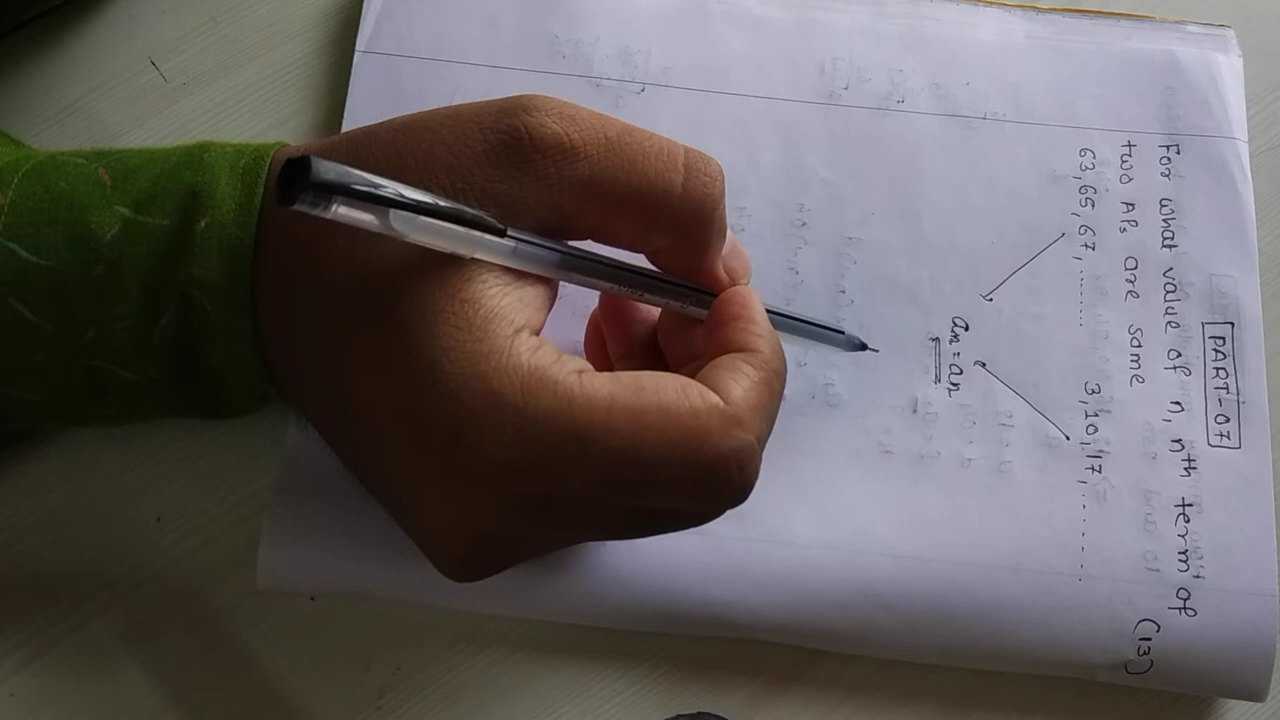 PART-07
For what value of n, nth term of
two APs are same (13)
63, 65, 67, ........ 3, 10, 17, ........
an = an